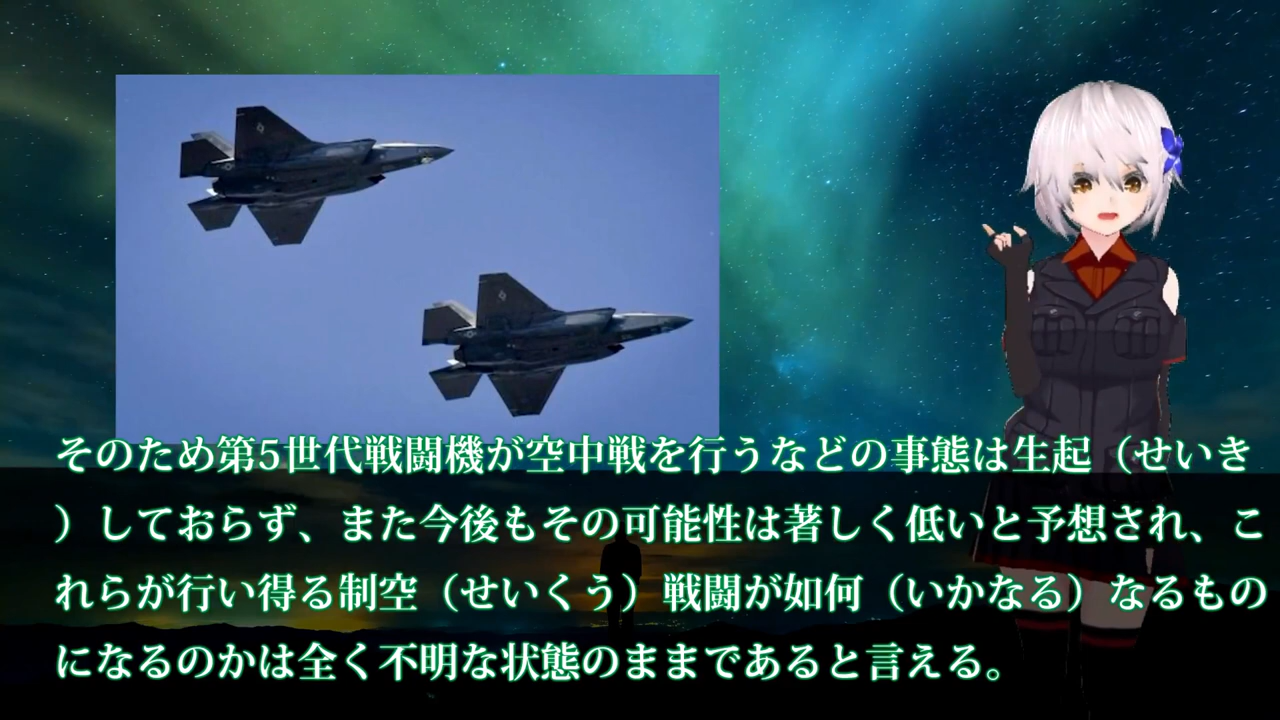 そのため第5世代戦闘機が空中戦を行うなどの事態は生起（せいき
）しておらず、また今後もその可能性は著しく低いと予想され、こ
れらが行い得る制空（せいくう）戦闘が如何（いかなる）なるもの
になるのかは全く不明な状態のままであると言える。